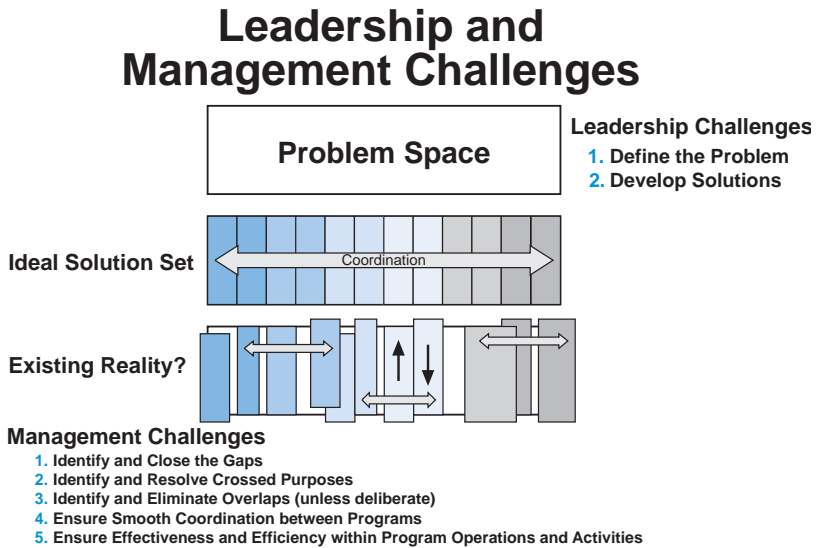 Leadership and
Management Challenges
Problem Space
Leadership Challenges
1. Define the Problem
2. Develop Solutions
Ideal Solution Set
Coordination
Existing Reality?
Management Challenges
1. Identify and Close the Gaps
2. Identify and Resolve Crossed Purposes
3. Identify and Eliminate Overlaps (unless deliberate)
4. Ensure Smooth Coordination between Programs
5. Ensure Effectiveness and Efficiency within Program Operations and Activities